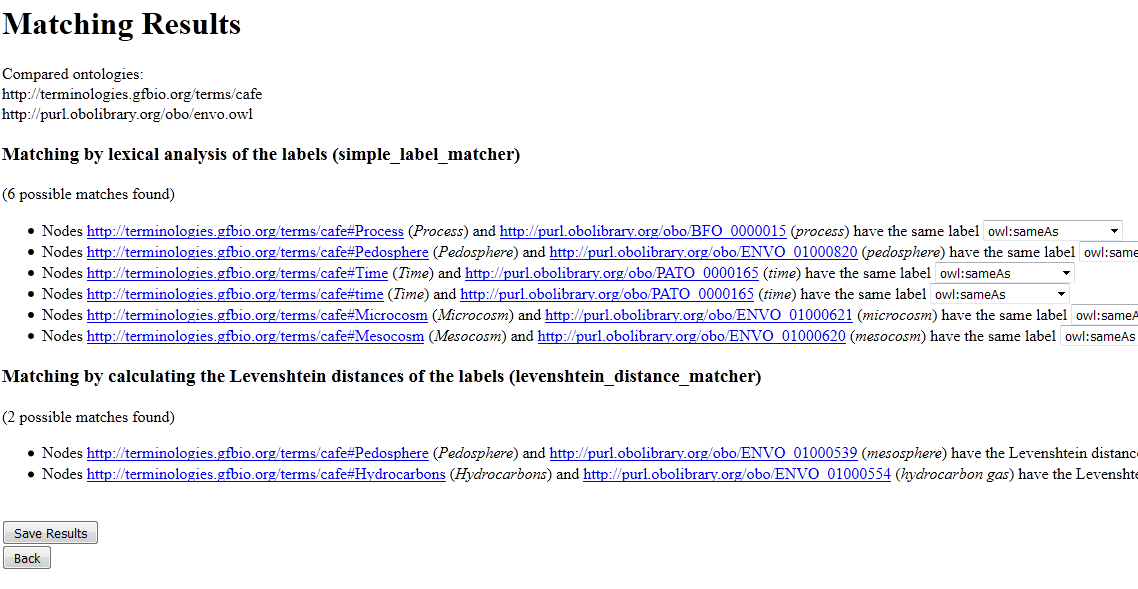 Matching Results
Compared ontologies:
http://terminologies.gfbio.org/terms/cafe
http://purl.obolibrary.org/obo/envo.owl
Matching by lexical analysis of the labels (simple_label_matcher)
(6 possible matches found)
• Nodes http://terminologies.gfbio.org/terms/cafe#Process (Process) and http://purl.obolibrary.org/obo/BFO_0000015 (process) have the same label owl:sameAs
• Nodes http://terminologies.gfbio.org/terms/cafe#Pedosphere (Pedosphere) and http://purl.obolibrary.org/obo/ENVO_01000820 (pedosphere) have the same label owl:same
• Nodes http://terminologies.gfbio.org/terms/cafe#Time (Time) and http://purl.obolibrary.org/obo/PATO_0000165 (time) have the same label owl:sameAs
• Nodes http://terminologies.gfbio.org/terms/cafe#time (Time) and http://purl.obolibrary.org/obo/PATO_0000165 (time) have the same label owl:sameAs
• Nodes http://terminologies.gfbio.org/terms/cafe#Microcosm (Microcosm) and http://purl.obolibrary.org/obo/ENVO_01000621 (microcosm) have the same label owl:sameA
• Nodes http://terminologies.gfbio.org/terms/cafe#Mesocosm (Mesocosm) and http://purl.obolibrary.org/obo/ENVO_01000620 (mesocosm) have the same label owl:sameAs
Matching by calculating the Levenshtein distances of the labels (levenshtein_distance_matcher)
(2 possible matches found)
• Nodes http://terminologies.gfbio.org/terms/cafe#Pedosphere (Pedosphere) and http://purl.obolibrary.org/obo/ENVO_01000539 (mesosphere) have the Levenshtein distanc
• Nodes http://terminologies.gfbio.org/terms/cafe#Hydrocarbons (Hydrocarbons) and http://purl.obolibrary.org/obo/ENVO_01000554 (hydrocarbon gas) have the Levenshte
Save Results
Back